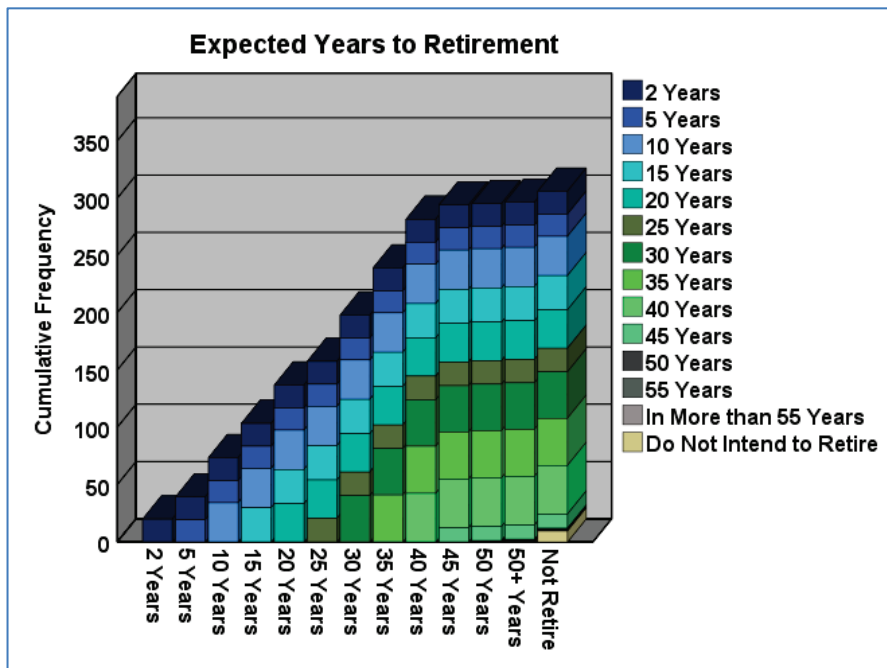 Expected Years to Retirement
Cumulative Frequency
350
300
250
200
150
100
50
0
2 Years
5 Years
10 Years
15 Years
20 Years
25 Years
30 Years
35 Years
40 Years
45 Years
50 Years
50+ Years
Not Retire
2 Years
5 Years
10 Years
15 Years
20 Years
25 Years
30 Years
35 Years
40 Years
45 Years
50 Years
55 Years
In More than 55 Years
Do Not Intend to Retire